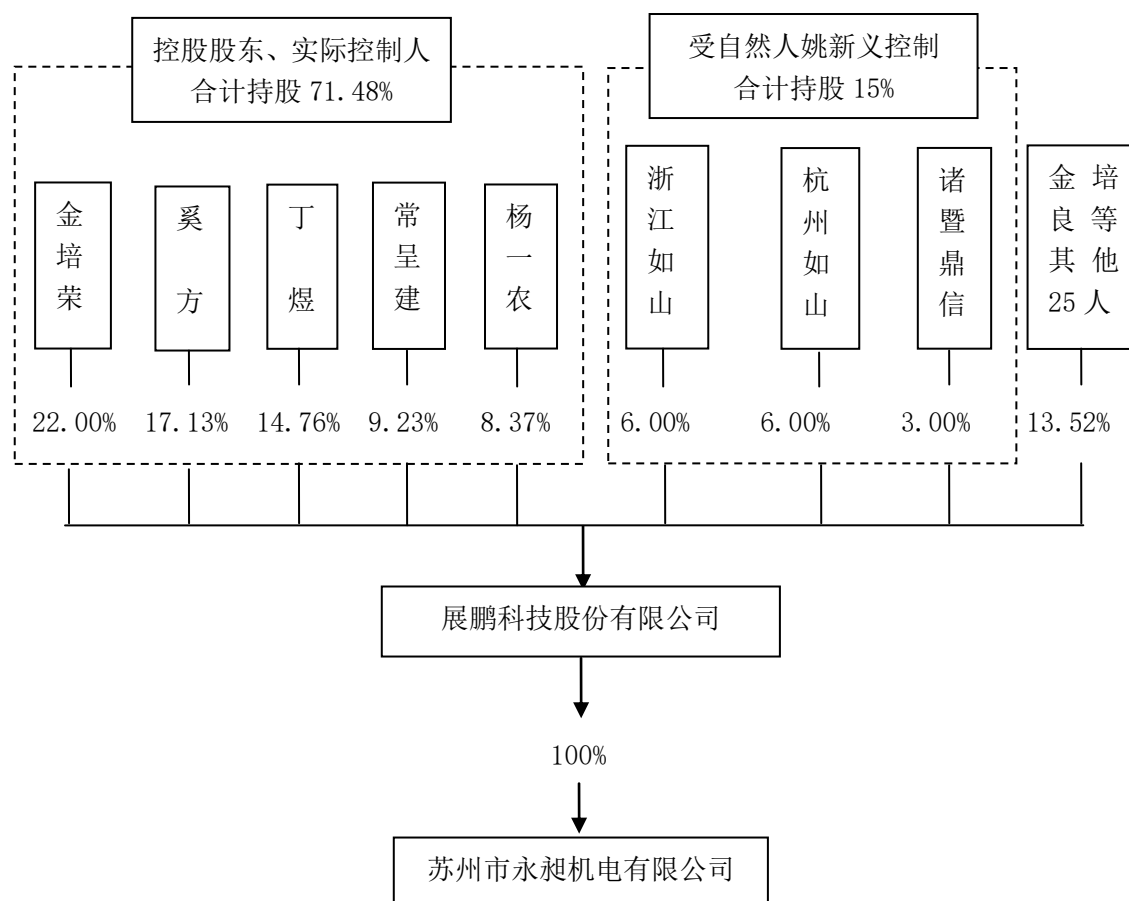 控股股东、实际控制人
合计持股 71.48%
受自然人姚新义控制
合计持股 15%
金培荣
奚方
丁煜
常呈建
杨一农
浙江如山
杭州如山
诸暨鼎信
金培
良等
其他
25 人
22.00%
17.13%
14.76%
9.23%
8.37%
6.00%
6.00%
3.00%
13.52%
展鹏科技股份有限公司
100%
苏州市永昶机电有限公司